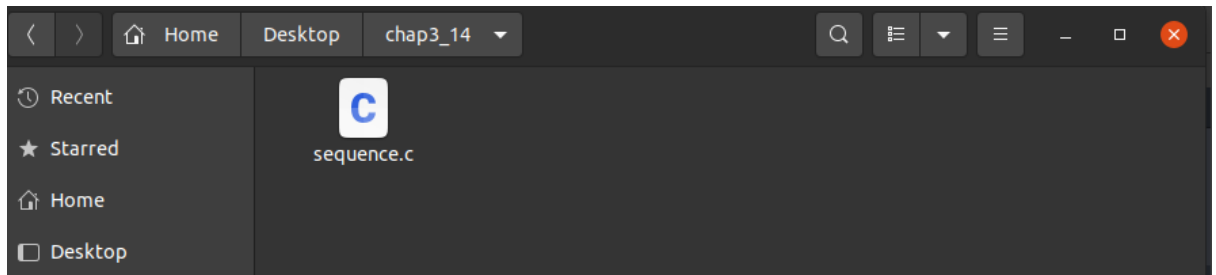 Home Desktop chap3_14
Recent
Starred
Home
Desktop
C
sequence.c